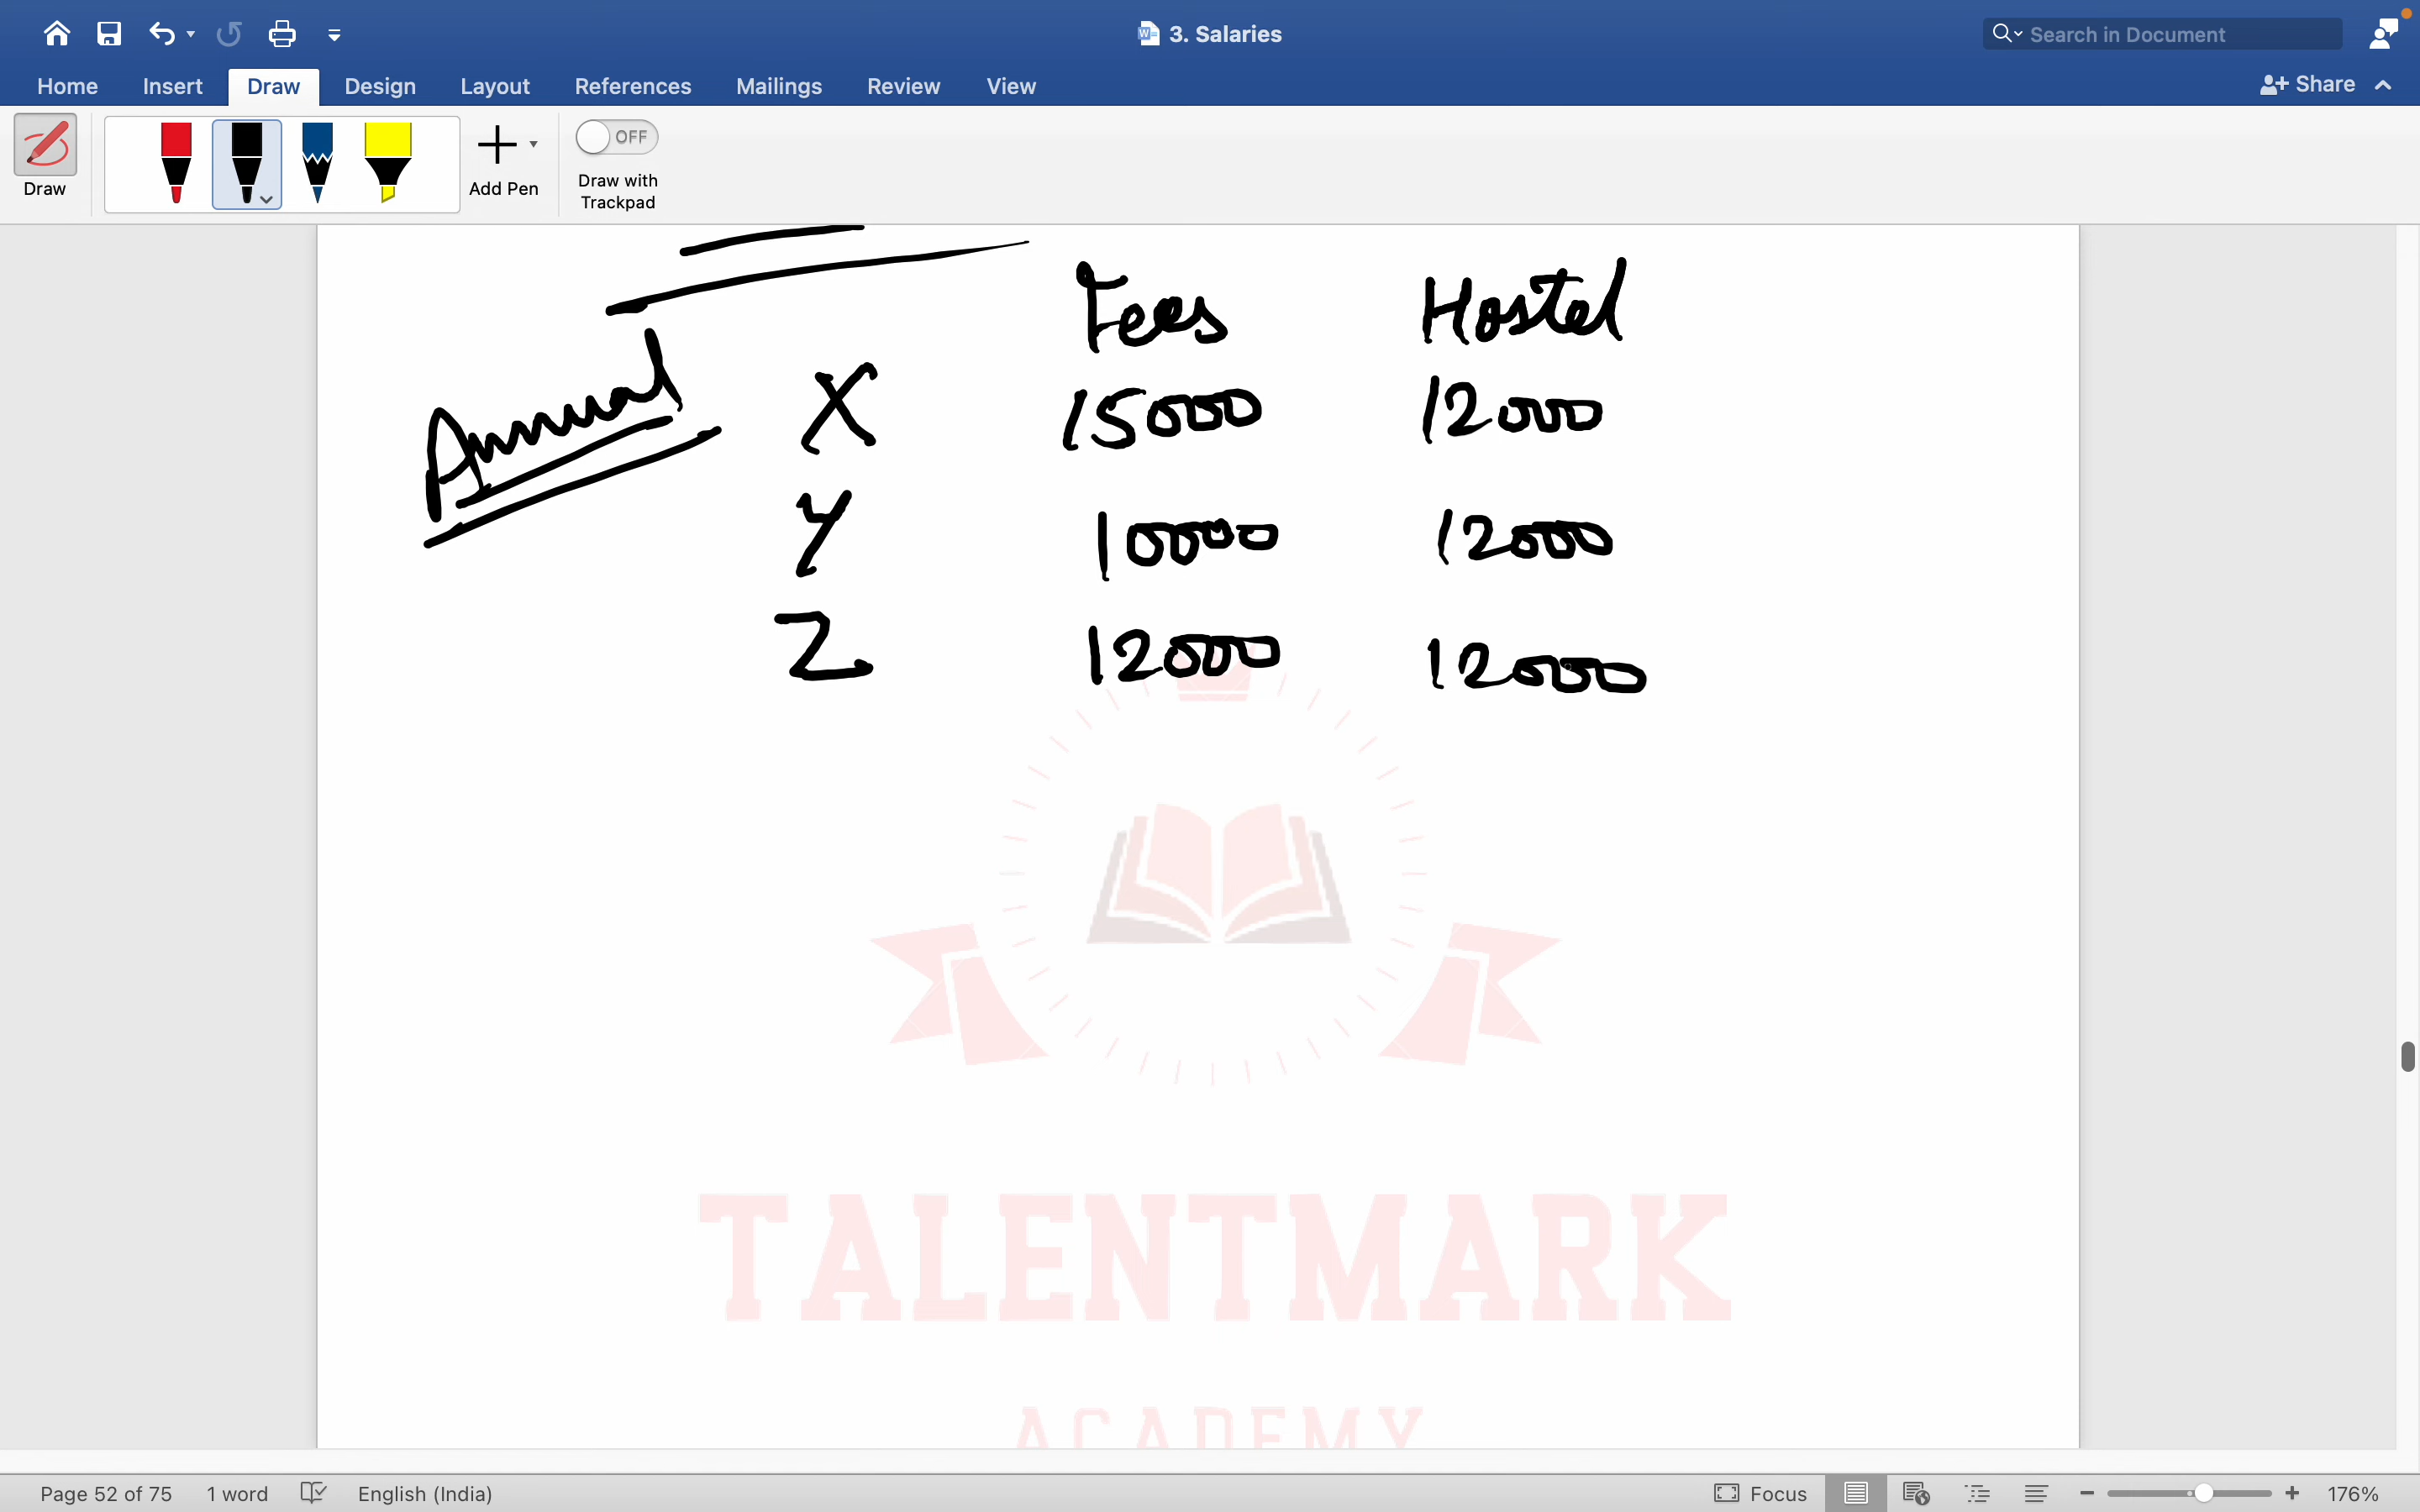 3. Salaries
Search in Document
Home Insert Draw Design Layout References Mailings Review View Share
Draw
Add Pen
OFF
Draw with
Trackpad
Fees Hostel
Annual
X 15000 12000
Y 10000 12000
Z 12000 12000
TALENTMARK
ACADEMY
Page 52 of 75 1 word English (India) Focus 176%